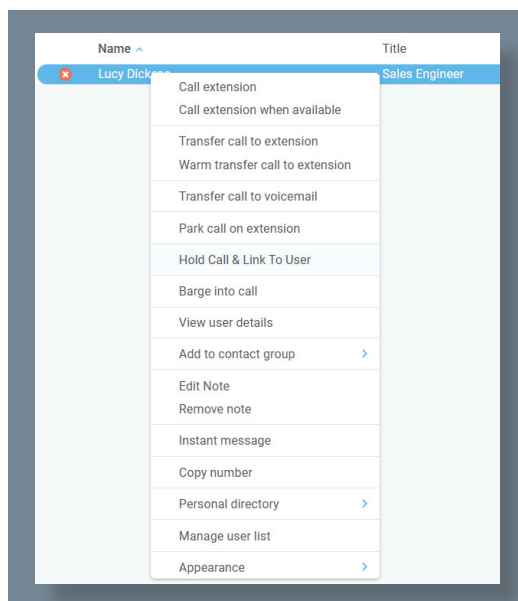 Name Title
Lucy Dickens Sales Engineer
Call extension
Call extension when available
Transfer call to extension
Warm transfer call to extension
Transfer call to voicemail
Park call on extension
Hold Call & Link To User
Barge into call
View user details
Add to contact group
Edit Note
Remove note
Instant message
Copy number
Personal directory
Manage user list
Appearance